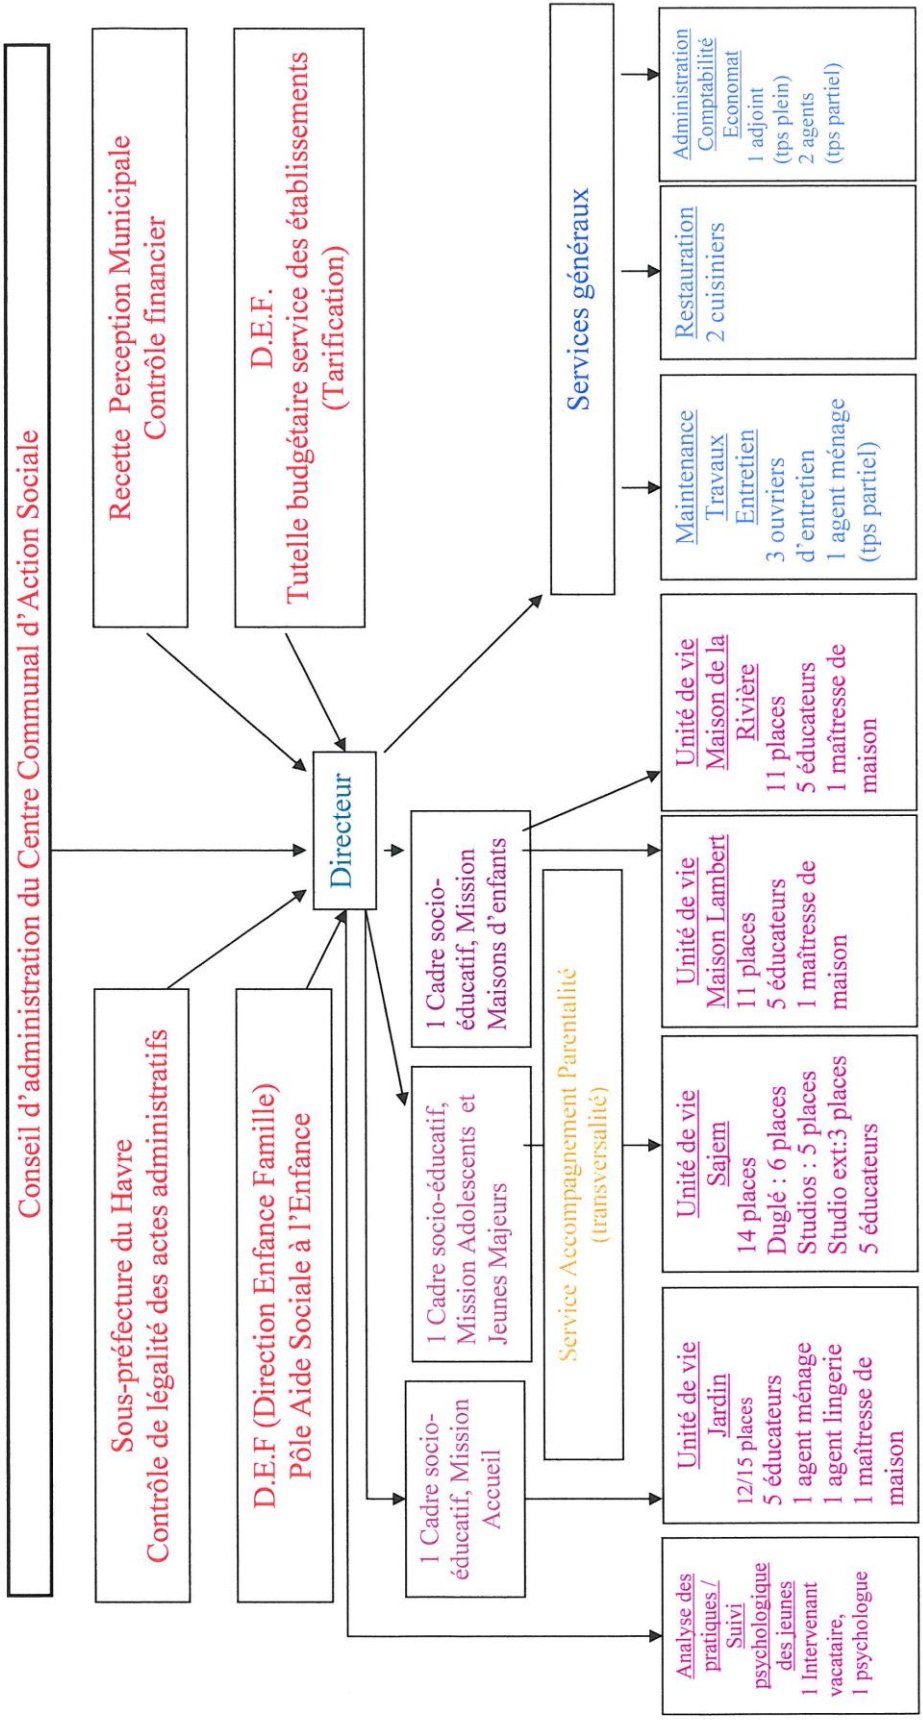 Conseil d'administration du Centre Communal d'Action Sociale
Sous-préfecture du Havre
Contrôle de légalité des actes administratifs
Recette Perception Municipale
Contrôle financier
D.E.F (Direction Enfance Famille)
Pôle Aide Sociale à l'Enfance
D.E.F.
Tutelle budgétaire service des établissements
(Tarification)
Directeur
1 Cadre socio-
éducatif, Mission
Accueil
1 Cadre socio-éducatif,
Mission Adolescents et
Jeunes Majeurs
1 Cadre socio-
éducatif, Mission
Maisons d'enfants
Service Accompagnement Parentalité
(transversalité)
Services généraux
Analyse des
pratiques /
Suivi
psychologique
des jeunes
1 Intervenant
vacataire,
1 psychologue
Unité de vie
Jardin
12/15 places
5 éducateurs
1 agent ménage
1 agent lingerie
1 maîtresse de
maison
Unité de vie
Sajem
14 places
Duglé : 6 places
Studios : 5 places
Studio ext:3 places
5 éducateurs
Unité de vie
Maison Lambert
11 places
5 éducateurs
1 maîtresse de
maison
Unité de vie
Maison de la
Rivière
11 places
5 éducateurs
1 maîtresse de
maison
Maintenance
Travaux
Entretien
3 ouvriers
d'entretien
1 agent ménage
(tps partiel)
Restauration
2 cuisiniers
Administration
Comptabilité
Economat
1 adjoint
(tps plein)
2 agents
(tps partiel)